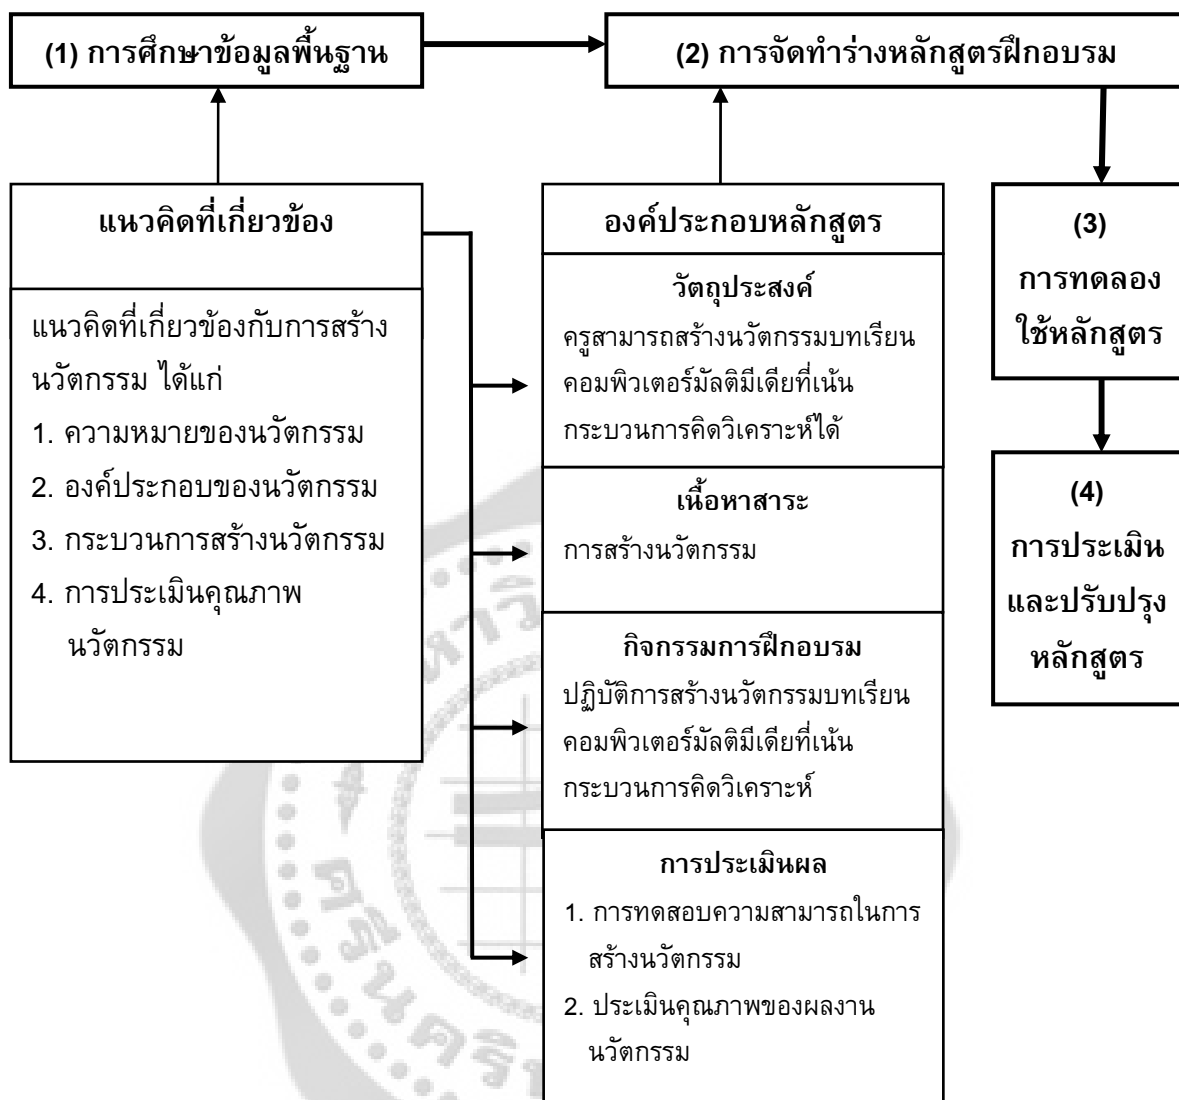 (1) การศึกษาข้อมูลพื้นฐาน
(2) การจัดทำร่างหลักสูตรฝึกอบรม
แนวคิดที่เกี่ยวข้อง
แนวคิดที่เกี่ยวข้องกับการสร้าง
นวัตกรรม ได้แก่
1. ความหมายของนวัตกรรม
2. องค์ประกอบของนวัตกรรม
3. กระบวนการสร้างนวัตกรรม
4. การประเมินคุณภาพ
นวัตกรรม
องค์ประกอบหลักสูตร
วัตถุประสงค์
ครูสามารถสร้างนวัตกรรมบทเรียน
คอมพิวเตอร์มัลติมีเดียที่เน้น
กระบวนการคิดวิเคราะห์ได้
เนื้อหาสาระ
การสร้างนวัตกรรม
กิจกรรมการฝึกอบรม
ปฏิบัติการสร้างนวัตกรรมบทเรียน
คอมพิวเตอร์มัลติมีเดียที่เน้น
กระบวนการคิดวิเคราะห์
การประเมินผล
1. การทดสอบความสามารถในการ
สร้างนวัตกรรม
2. ประเมินคุณภาพของผลงาน
นวัตกรรม
(3)
การทดลอง
ใช้หลักสูตร
(4)
การประเมิน
และปรับปรุง
หลักสูตร